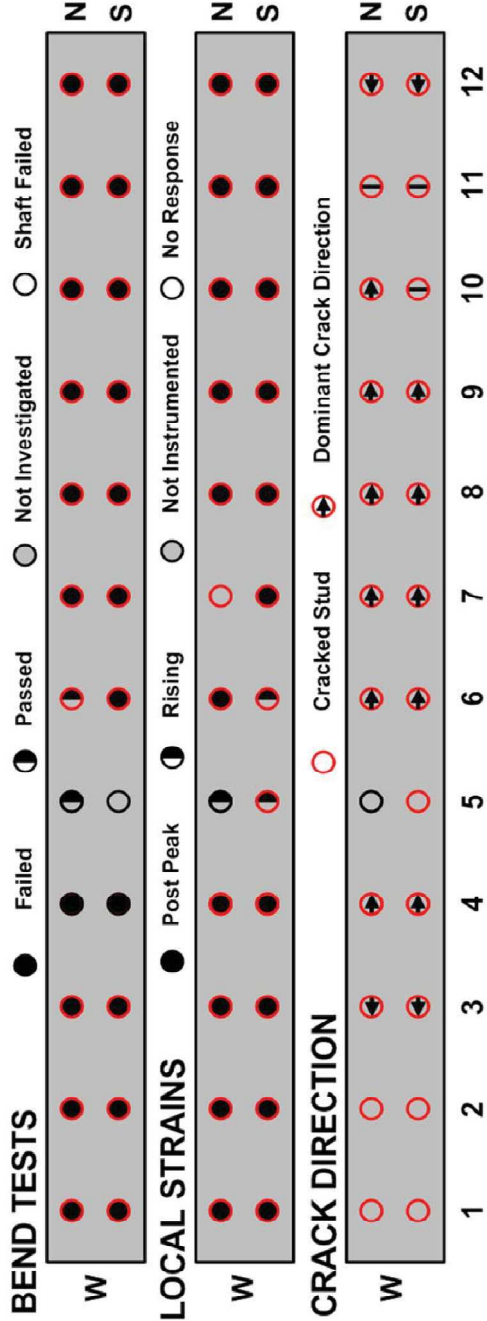 BEND TESTS
Failed
Passed
Not Investigated
Shaft Failed
W
N
S
LOCAL STRAINS
Post Peak
Rising
Not Instrumented
No Response
W
N
S
CRACK DIRECTION
Cracked Stud
Dominant Crack Direction
W
N
S
1 2 3 4 5 6 7 8 9 10 11 12